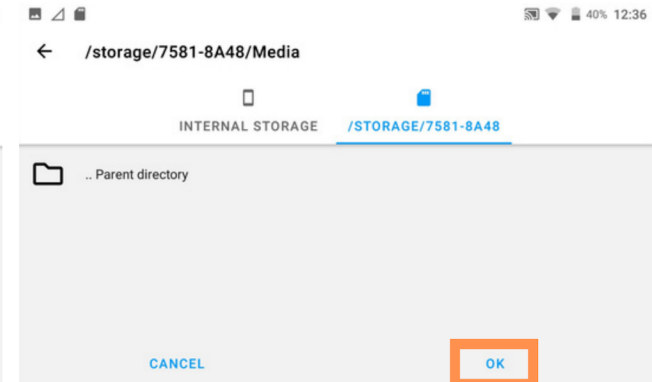 40% 12:36
/storage/7581-8A48/Media
INTERNAL STORAGE /STORAGE/7581-8A48
.. Parent directory
CANCEL OK